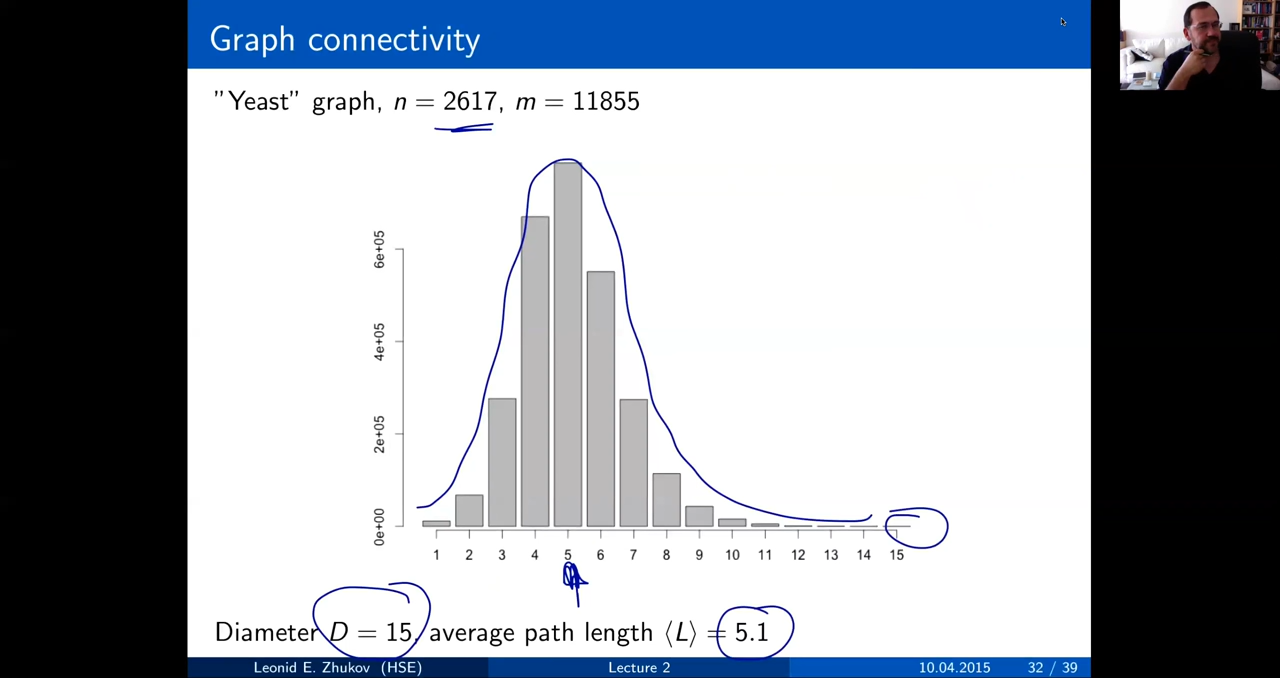 Graph connectivity
"Yeast" graph, n = 2617, m = 11855
6e+05
4e+05
2e+05
0e+00
1 2 3 4 5 6 7 8 9 10 11 12 13 14 15
Diameter D = 15, average path length ⟨L⟩ = 5.1
Leonid E. Zhukov (HSE) Lecture 2 10.04.2015 32 / 39